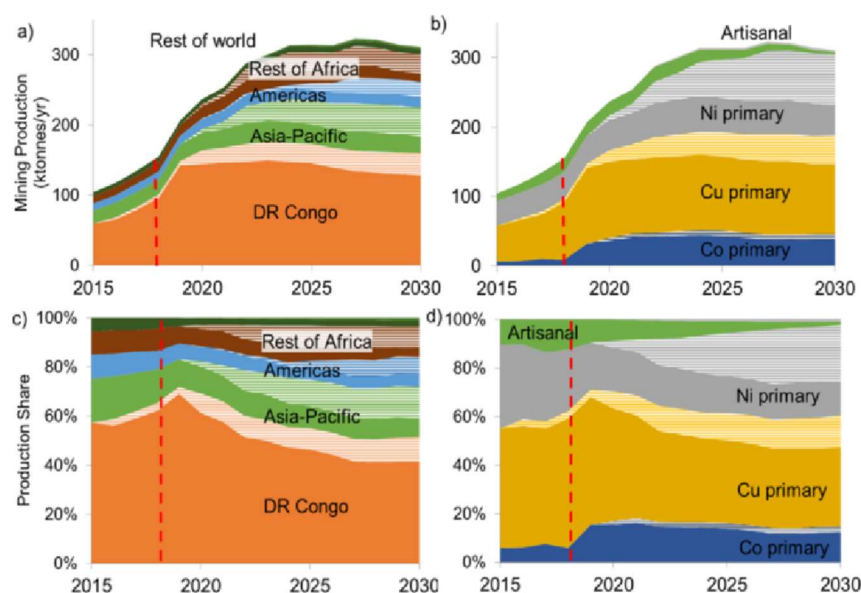 a)
Mining Production
(ktonnes/yr)
300
200
100
0
Rest of world
Rest of Africa
Americas
Asia-Pacific
DR Congo
2015 2020 2025 2030
b)
300
200
100
0
Artisanal
Ni primary
Cu primary
Co primary
2015 2020 2025 2030
c)
Production Share
100%
80%
60%
40%
20%
0%
Rest of Africa
Americas
Asia-Pacific
DR Congo
2015 2020 2025 2030
d)
100%
80%
60%
40%
20%
0%
Artisanal
Ni primary
Cu primary
Co primary
2015 2020 2025 2030